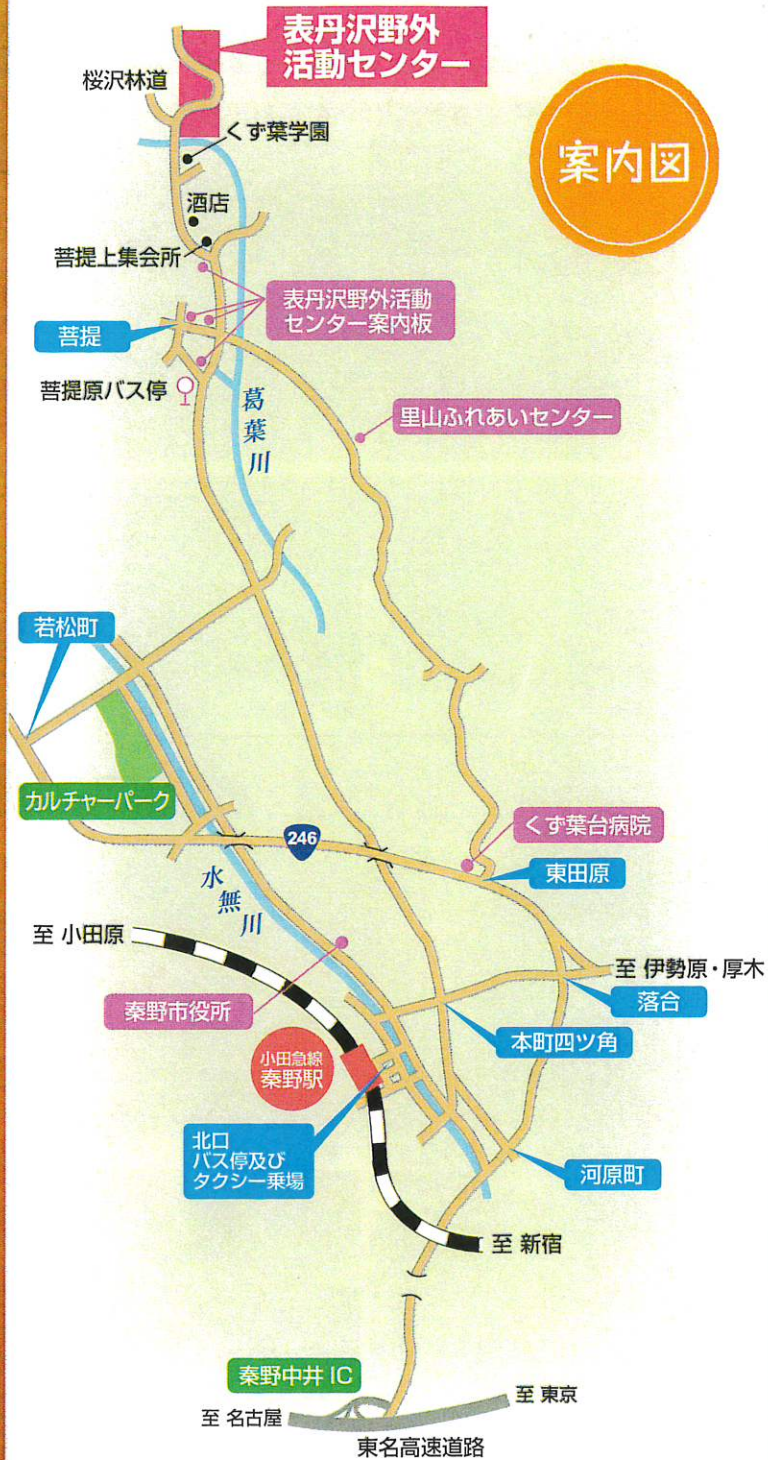 表丹沢野外
活動センター
案内図
桜沢林道
くず葉学園
酒店
菩提上集会所
表丹沢野外活動
センター案内板
菩提
菩提原バス停
葛葉川
里山ふれあいセンター
若松町
カルチャーパーク
246
くず葉台病院
東田原
水無川
至 小田原
至 伊勢原・厚木
落合
秦野市役所
本町四ツ角
小田急線
秦野駅
北口
バス停及び
タクシー乗場
河原町
至 新宿
秦野中井 IC
至 東京
至 名古屋
東名高速道路